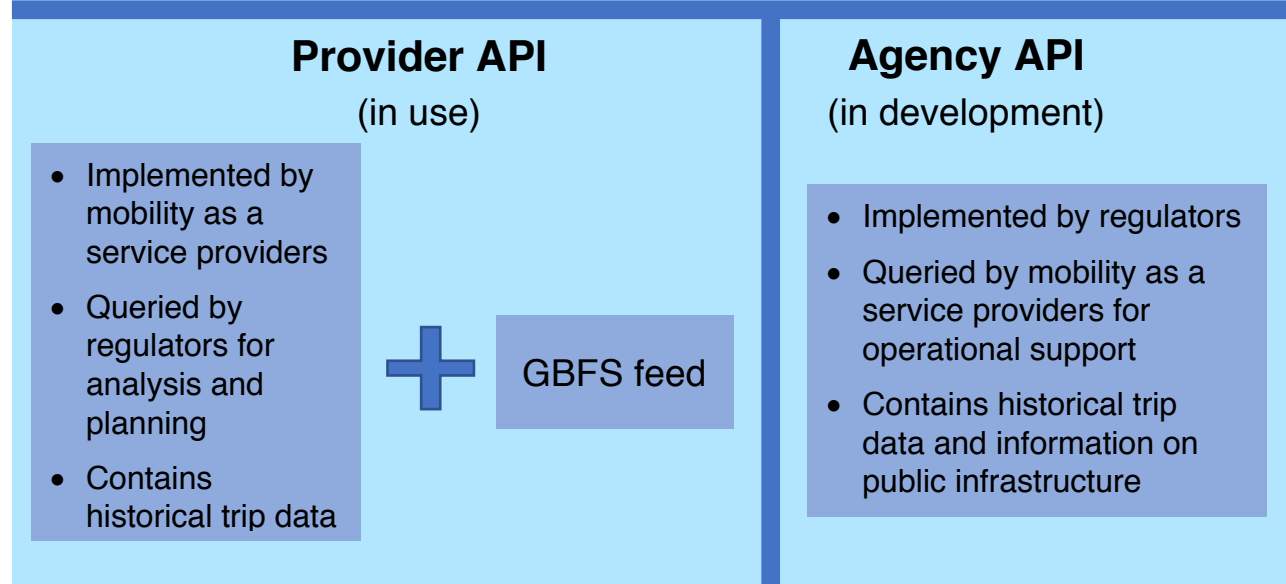 Provider API
(in use)
• Implemented by
mobility as a
service providers
• Queried by
regulators for
analysis and
planning
• Contains
historical trip data
GBFS feed
Agency API
(in development)
• Implemented by regulators
• Queried by mobility as a
service providers for
operational support
• Contains historical trip
data and information on
public infrastructure